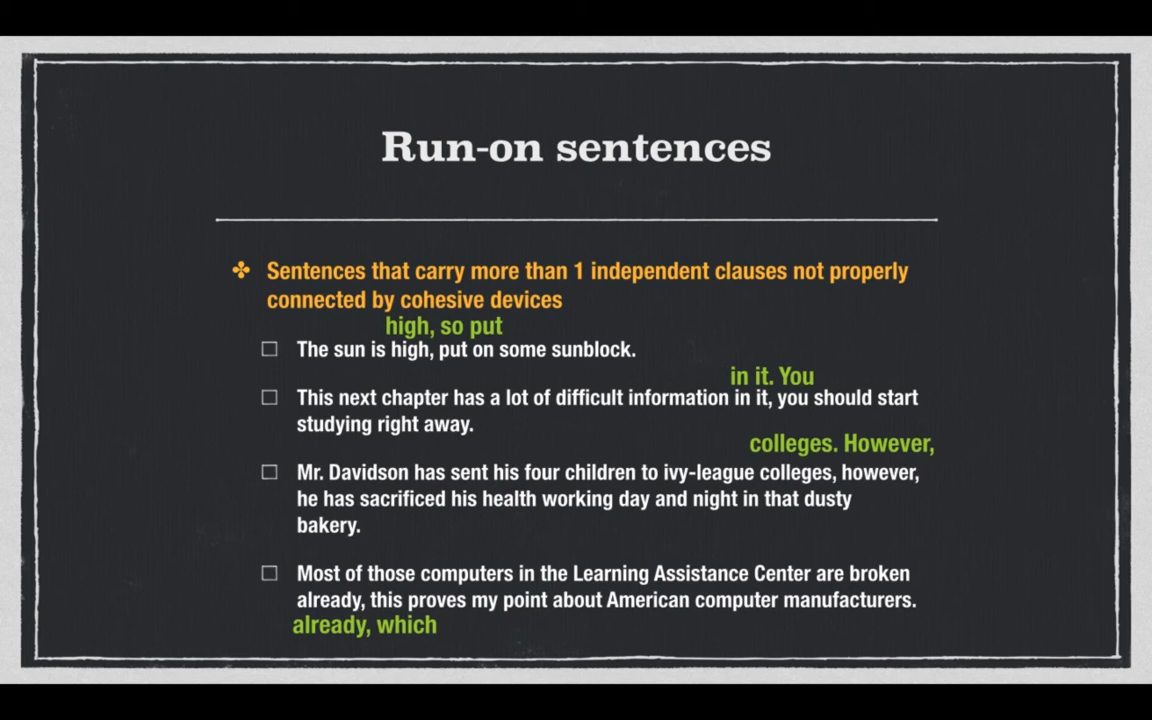 Run-on sentences
Sentences that carry more than 1 independent clauses not properly
connected by cohesive devices
high, so put
The sun is high, put on some sunblock.
in it. You
This next chapter has a lot of difficult information in it, you should start
studying right away.
colleges. However,
Mr. Davidson has sent his four children to ivy-league colleges, however,
he has sacrificed his health working day and night in that dusty
bakery.
Most of those computers in the Learning Assistance Center are broken
already, this proves my point about American computer manufacturers.
already, which